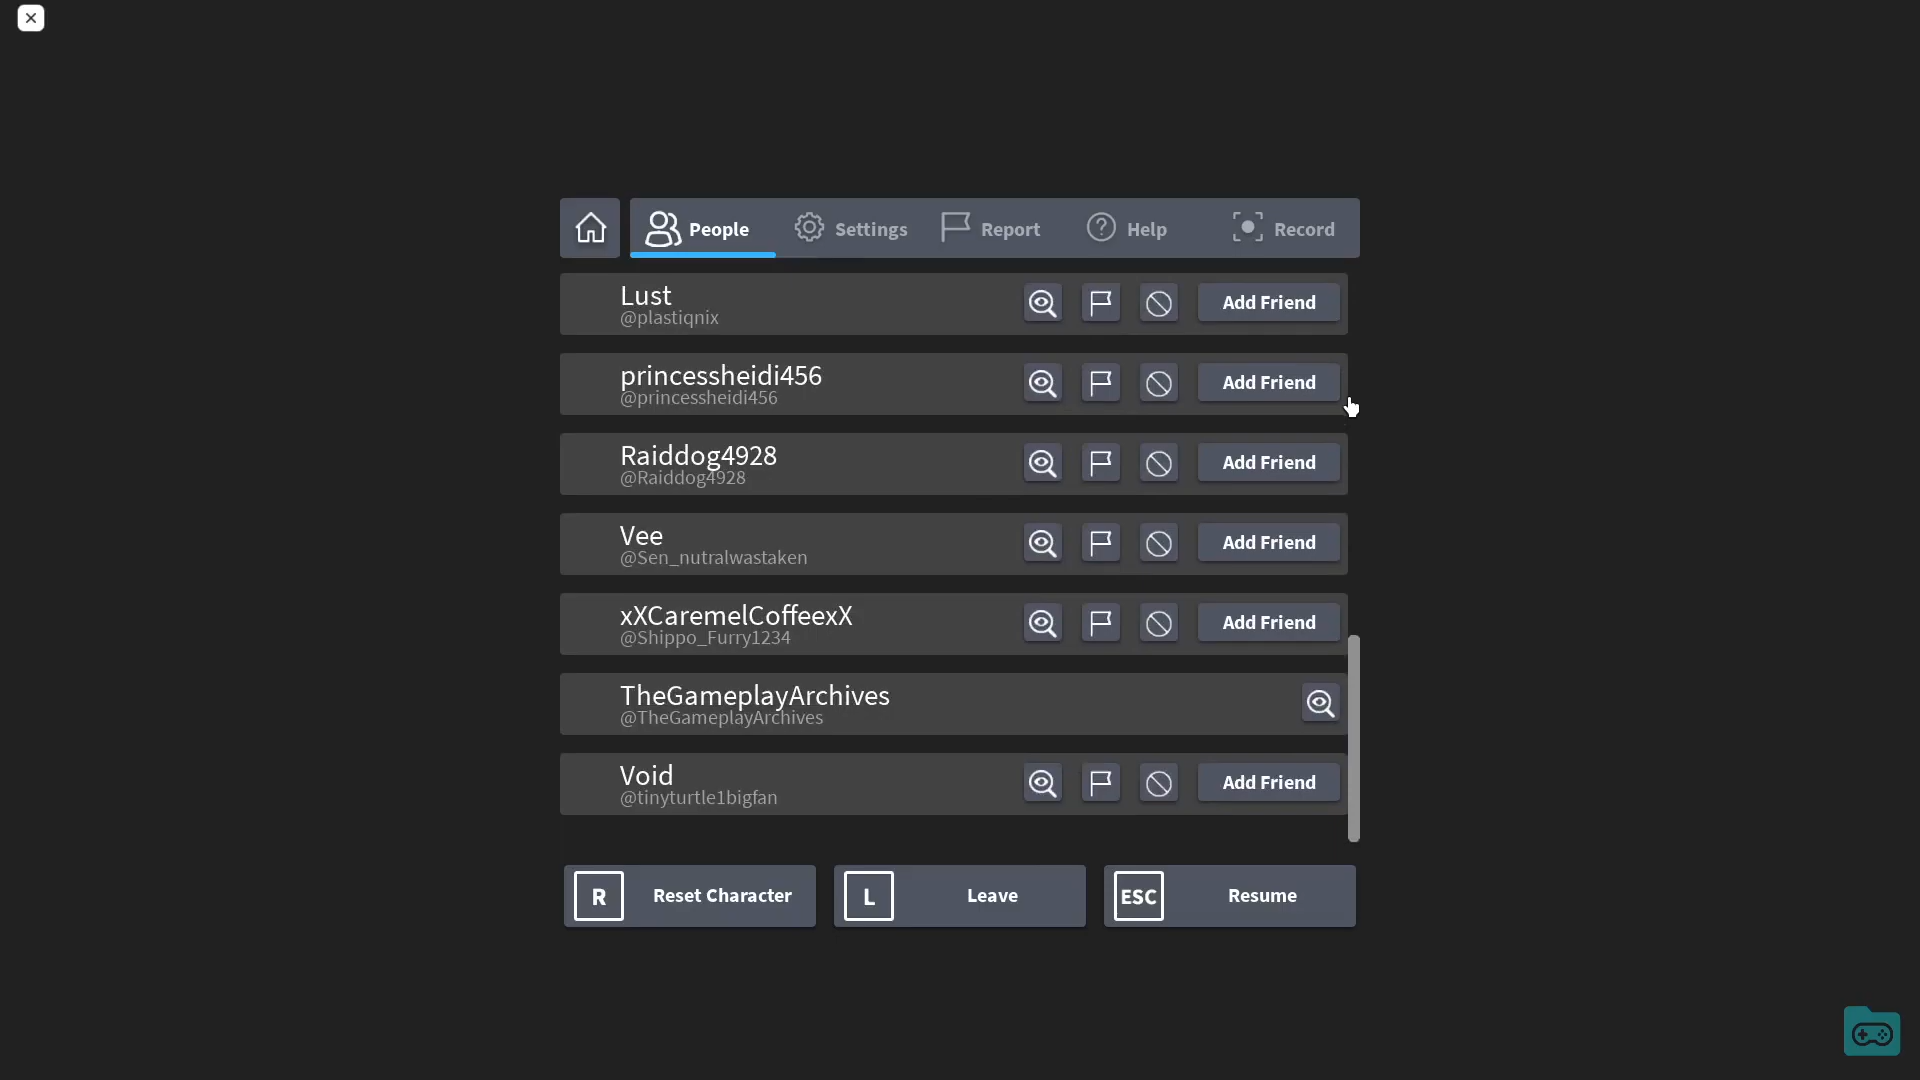 People Settings Report Help Record
Lust
@plastiqnix
Add Friend
princessheidi456
@princessheidi456
Add Friend
Raiddog4928
@Raiddog4928
Add Friend
Vee
@Sen_nutralwastaken
Add Friend
xXCaremelCoffeexX
@Shippo_Furry1234
Add Friend
TheGameplayArchives
@TheGameplayArchives
Void
@tinyturtle1bigfan
Add Friend
R Reset Character L Leave ESC Resume